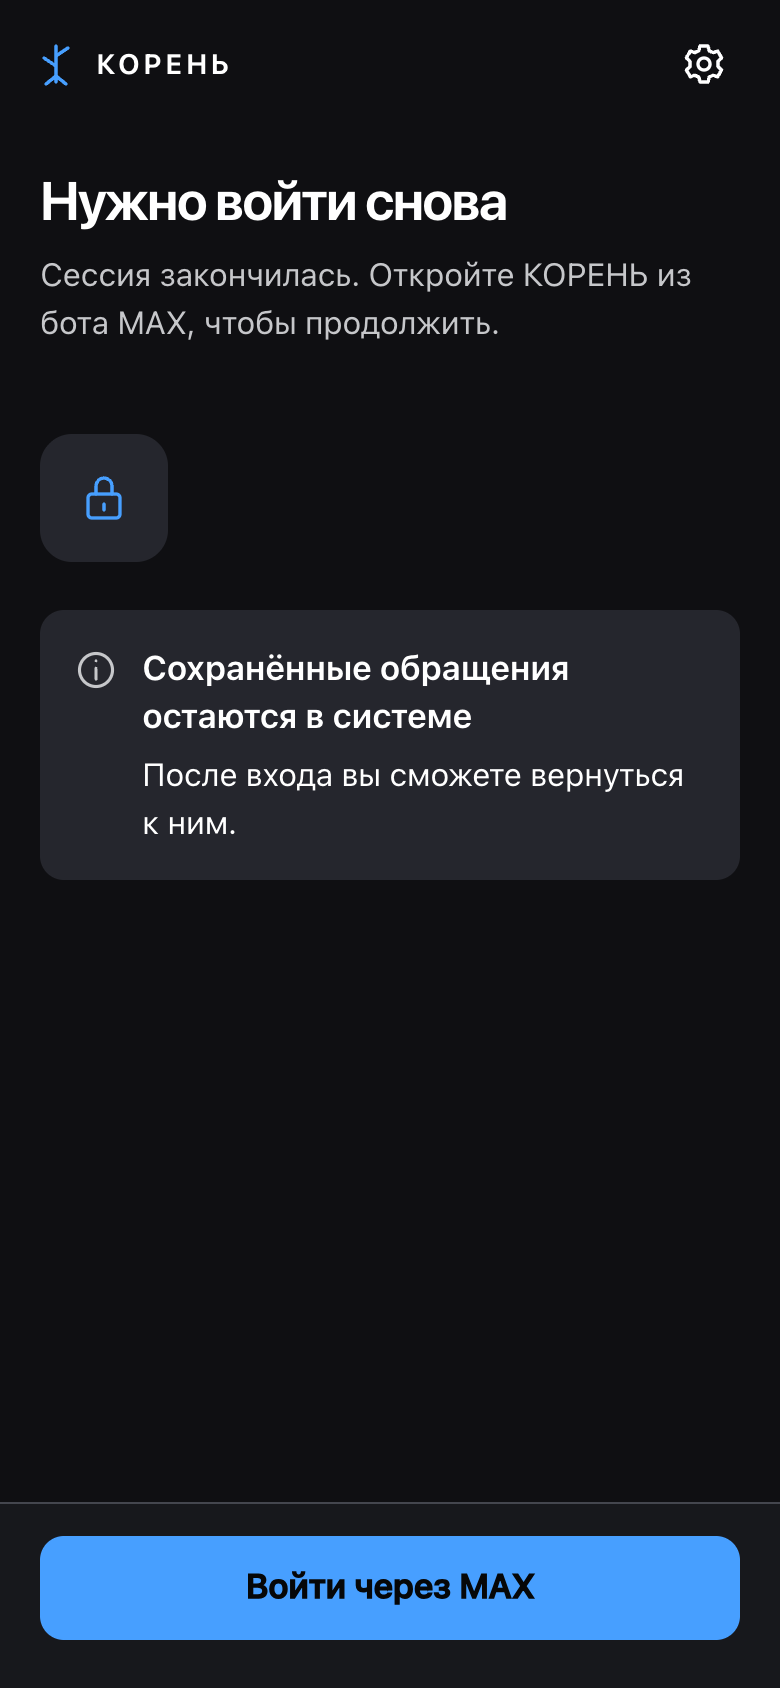 КОРЕНЬ
Нужно войти снова
Сессия закончилась. Откройте КОРЕНЬ из
бота MAX, чтобы продолжить.
Сохранённые обращения
остаются в системе
После входа вы сможете вернуться
к ним.
Войти через MAX